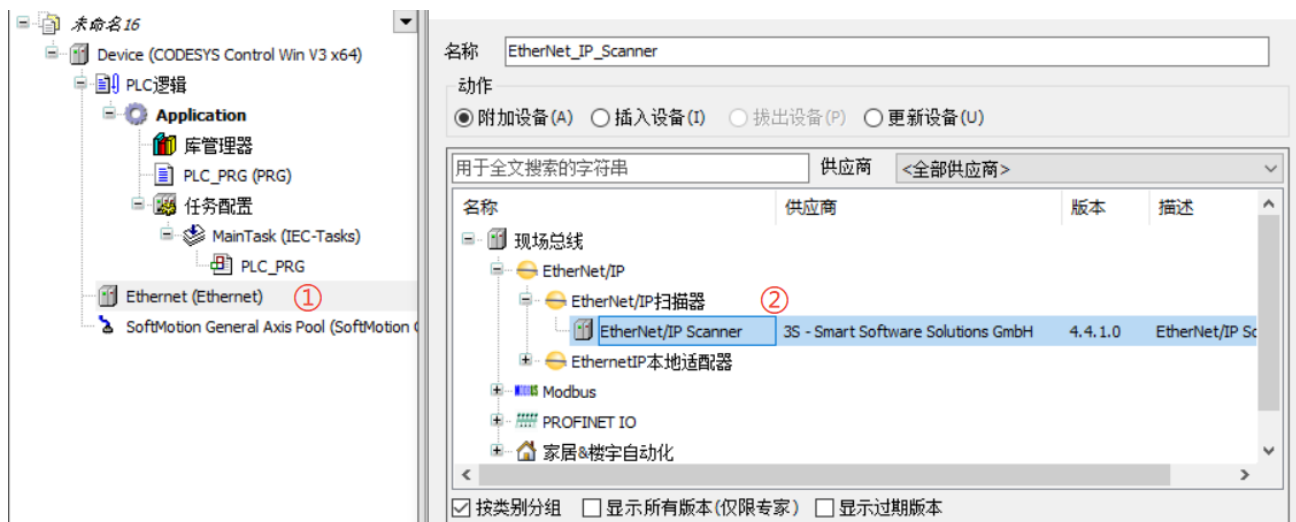 未命名16
Device (CODESYS Control Win V3 x64)
PLC逻辑
Application
库管理器
PLC_PRG (PRG)
任务配置
MainTask (IEC-Tasks)
PLC_PRG
Ethernet (Ethernet) ①
SoftMotion General Axis Pool (SoftMotion
名称 EtherNet_IP_Scanner
动作
附加设备(A) 插入设备(I) 拔出设备(P) 更新设备(U)
用于全文搜索的字符串 供应商 <全部供应商>
名称 供应商 版本 描述
现场总线
EtherNet/IP
EtherNet/IP扫描器 ②
EtherNet/IP Scanner 3S - Smart Software Solutions GmbH 4.4.1.0 EtherNet/IP Sc
EthernetIP本地适配器
Modbus
PROFINET IO
家居&楼宇自动化
按类别分组 显示所有版本(仅限专家) 显示过期版本